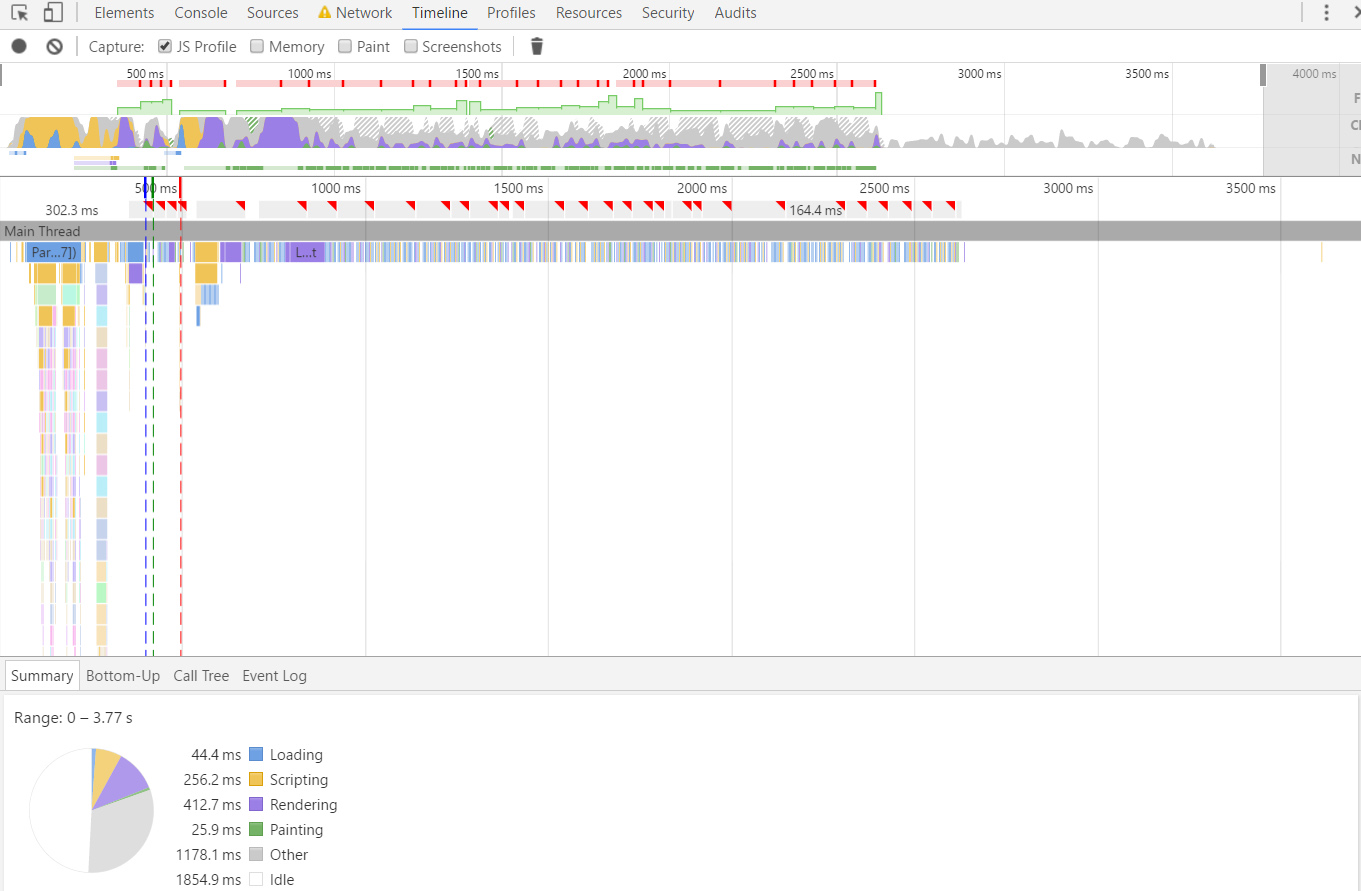 Elements Console Sources Network Timeline Profiles Resources Security Audits
Capture: JS Profile Memory Paint Screenshots
500 ms 1000 ms 1500 ms 2000 ms 2500 ms 3000 ms 3500 ms 4000 ms
F
N
500 ms 1000 ms 1500 ms 2000 ms 2500 ms 3000 ms 3500 ms
302.3 ms 164.4 ms
Main Thread
Par...7]) L...t
Summary Bottom-Up Call Tree Event Log
Range: 0 – 3.77 s
44.4 ms Loading
256.2 ms Scripting
412.7 ms Rendering
25.9 ms Painting
1178.1 ms Other
1854.9 ms Idle